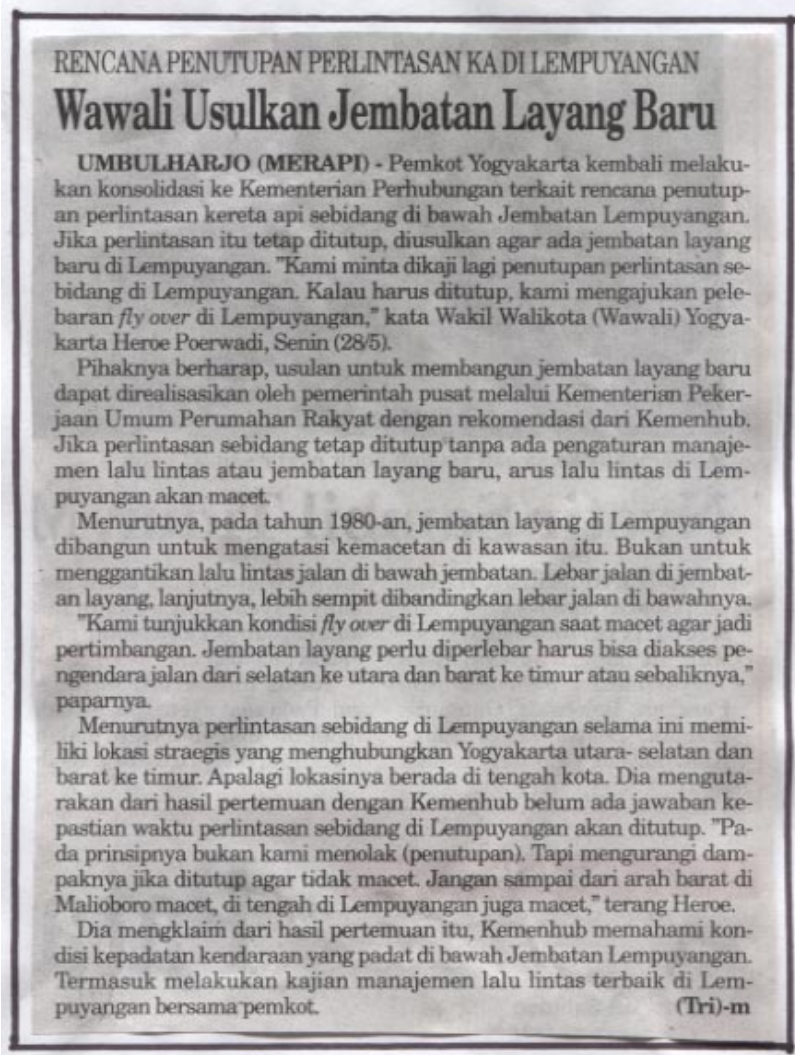 RENCANA PENUTUPAN PERLINTASAN KA DI LEMPUYANGAN
Wawali Usulkan Jembatan Layang Baru
UMBULHARJO (MERAPI) - Pemkot Yogyakarta kembali melaku-
kan konsolidasi ke Kementerian Perhubungan terkait rencana penutup-
an perlintasan kereta api sebidang di bawah Jembatan Lempuyangan.
Jika perlintasan itu tetap ditutup, diusulkan agar ada jembatan layang
baru di Lempuyangan. "Kami minta dikaji lagi penutupan perlintasan se-
bidang di Lempuyangan. Kalau harus ditutup, kami mengajukan pele-
baran fly over di Lempuyangan," kata Wakil Walikota (Wawali) Yogya-
karta Heroe Poerwadi, Senin (28/5).
Pihaknya berharap, usulan untuk membangun jembatan layang baru
dapat direalisasikan oleh pemerintah pusat melalui Kementerian Peker-
jaan Umum Perumahan Rakyat dengan rekomendasi dari Kemenhub.
Jika perlintasan sebidang tetap ditutup tanpa ada pengaturan manaje-
men lalu lintas atau jembatan layang baru, arus lalu lintas di Lem-
puyangan akan macet.
Menurutnya, pada tahun 1980-an, jembatan layang di Lempuyangan
dibangun untuk mengatasi kemacetan di kawasan itu. Bukan untuk
menggantikan lalu lintas jalan di bawah jembatan. Lebar jalan di jembat-
an layang, lanjutnya, lebih sempit dibandingkan lebar jalan di bawahnya.
"Kami tunjukkan kondisi fly over di Lempuyangan saat macet agar jadi
pertimbangan. Jembatan layang perlu diperlebar harus bisa diakses pe-
ngendara jalan dari selatan ke utara dan barat ke timur atau sebaliknya,"
paparnya.
Menurutnya perlintasan sebidang di Lempuyangan selama ini memi-
liki lokasi straegis yang menghubungkan Yogyakarta utara- selatan dan
barat ke timur. Apalagi lokasinya berada di tengah kota. Dia menguta-
rakan dari hasil pertemuan dengan Kemenhub belum ada jawaban ke-
pastian waktu perlintasan sebidang di Lempuyangan akan ditutup. "Pa-
da prinsipnya bukan kami menolak (penutupan). Tapi mengurangi dam-
paknya jika ditutup agar tidak macet. Jangan sampai dari arah barat di
Malioboro macet, di tengah di Lempuyangan juga macet," terang Heroe.
Dia mengklaim dari hasil pertemuan itu, Kemenhub memahami kon-
disi kepadatan kendaraan yang padat di bawah Jembatan Lempuyangan.
Termasuk melakukan kajian manajemen lalu lintas terbaik di Lem-
puyangan bersama pemkot. (Tri)-m